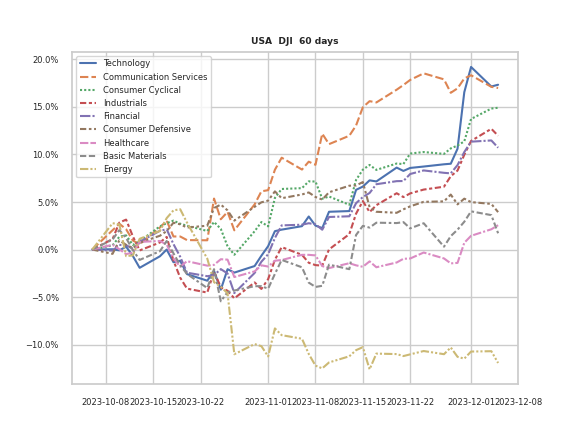 USA DJI 60 days
20.0%
15.0%
10.0%
5.0%
0.0%
−5.0%
−10.0%
Technology
Communication Services
Consumer Cyclical
Industrials
Financial
Consumer Defensive
Healthcare
Basic Materials
Energy
2023-10-08 2023-10-15 2023-10-22 2023-11-01 2023-11-08 2023-11-15 2023-11-22 2023-12-01 2023-12-08